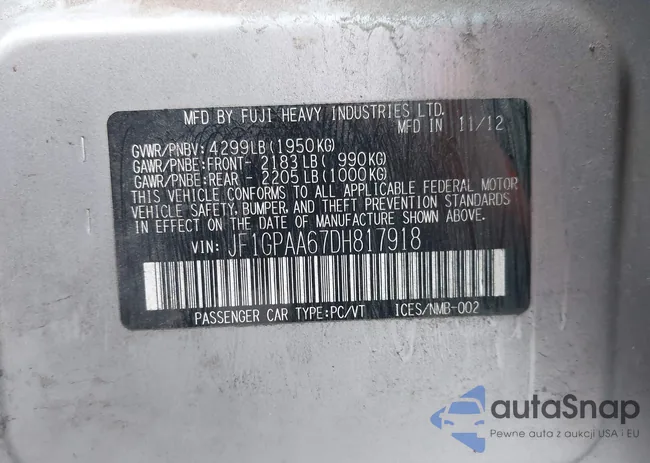 MFD BY FUJI HEAVY INDUSTRIES LTD.
MFD IN 11/12
GVWR/PNBV: 4299LB(1950KG)
GAWR/PNBE:FRONT- 2183LB( 990KG)
GAWR/PNBE:REAR - 2205LB(1000KG)
THIS VEHICLE CONFORMS TO ALL APPLICABLE FEDERAL MOTOR
VEHICLE SAFETY, BUMPER, AND THEFT PREVENTION STANDARDS
IN EFFECT ON THE DATE OF MANUFACTURE SHOWN ABOVE.
VIN: JF1GPAA67DH817918
PASSENGER CAR TYPE:PC/VT ICES/NMB-002
autaSnap
Pewne auta z aukcji USA i EU